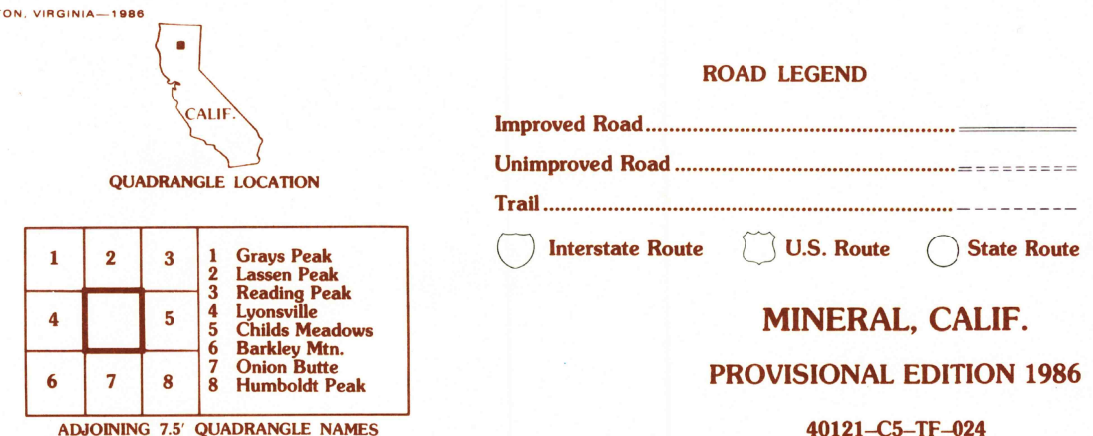 TON, VIRGINIA—1986
CALIF.
QUADRANGLE LOCATION
1 2 3
4 5
6 7 8
1 Grays Peak
2 Lassen Peak
3 Reading Peak
4 Lyonsville
5 Childs Meadows
6 Barkley Mtn.
7 Onion Butte
8 Humboldt Peak
ADJOINING 7.5' QUADRANGLE NAMES
ROAD LEGEND
Improved Road
Unimproved Road
Trail
Interstate Route U.S. Route State Route
MINERAL, CALIF.
PROVISIONAL EDITION 1986
40121–C5–TF–024